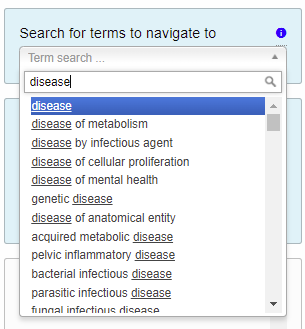 Search for terms to navigate to
Term search ...
disease
disease
disease of metabolism
disease by infectious agent
disease of cellular proliferation
disease of mental health
genetic disease
disease of anatomical entity
acquired metabolic disease
pelvic inflammatory disease
bacterial infectious disease
parasitic infectious disease
fungal infectious disease